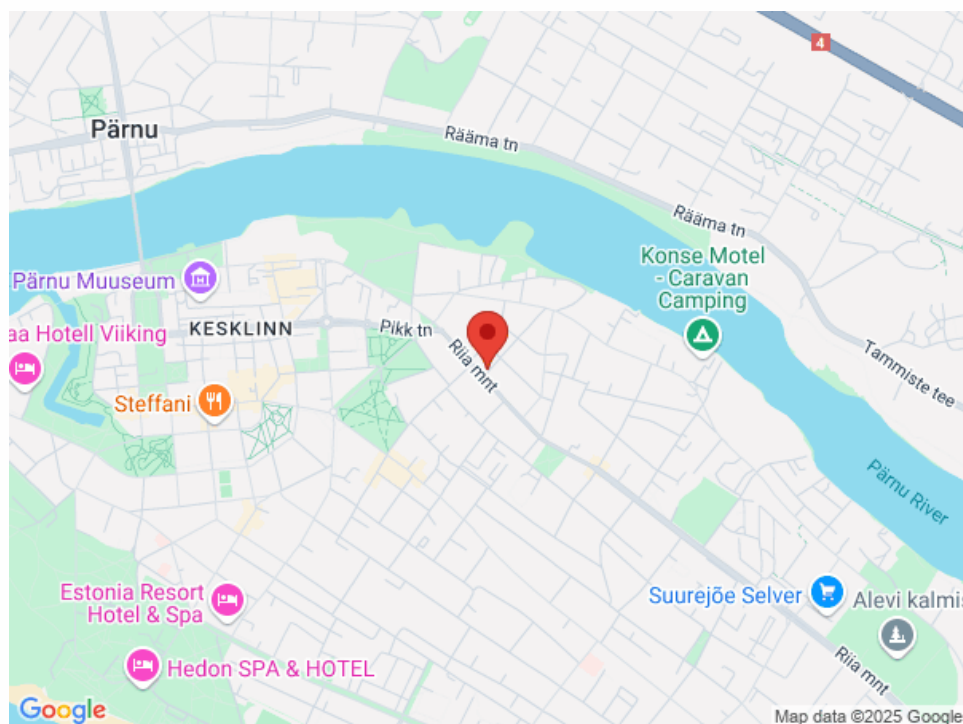 4
Pärnu
Rääma tn
Rääma tn
Konse Motel
- Caravan
Camping
Pärnu Muuseum
KESKLINN
Pikk tn
aa Hotell Viiking
Riia mnt
Tammiste tee
Steffani
Pärnu River
Estonia Resort
Hotel & Spa
Suurejõe Selver
Alevi kalmis
Hedon SPA & HOTEL
Riia mnt
Google
Map data ©2025 Google